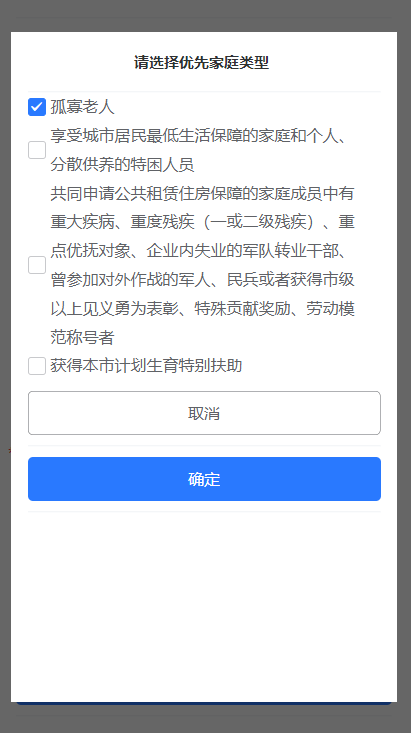 请选择优先家庭类型
孤寡老人
享受城市居民最低生活保障的家庭和个人、
分散供养的特困人员
共同申请公共租赁住房保障的家庭成员中有
重大疾病、重度残疾（一或二级残疾）、重
点优抚对象、企业内失业的军队转业干部、
曾参加对外作战的军人、民兵或者获得市级
以上见义勇为表彰、特殊贡献奖励、劳动模
范称号者
获得本市计划生育特别扶助
取消
确定